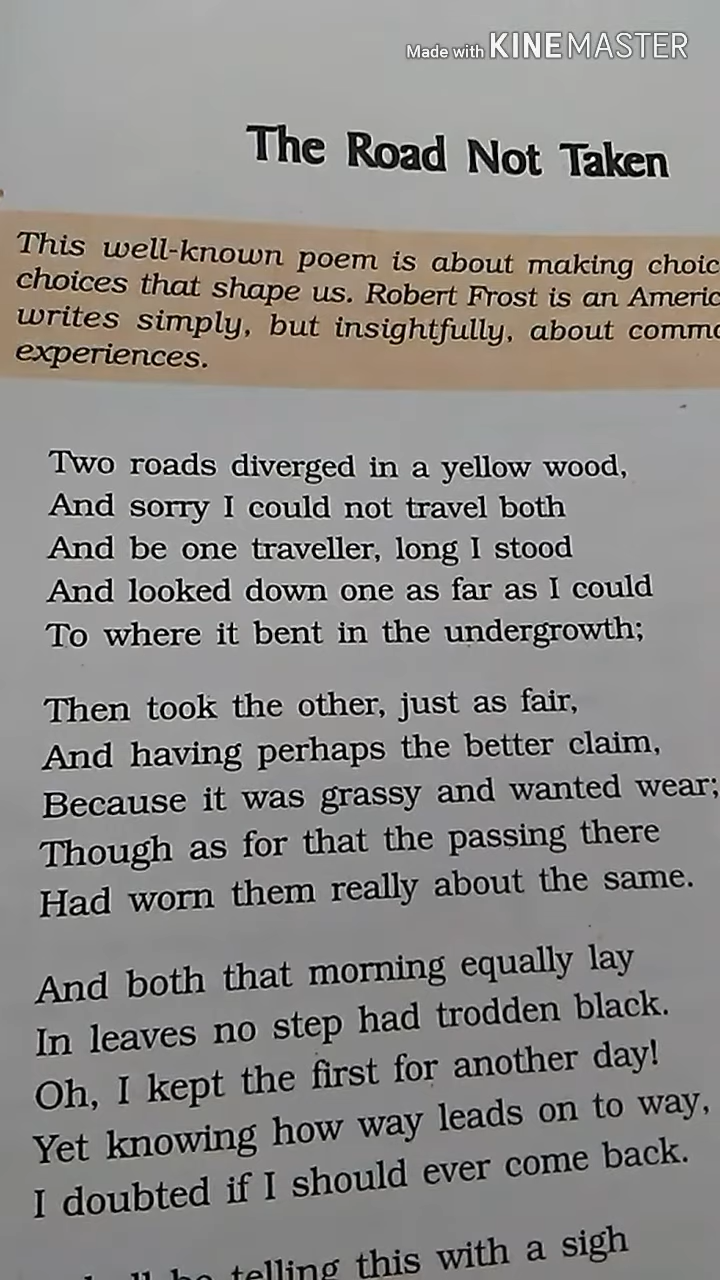 Made with KINEMASTER
The Road Not Taken
This well-known poem is about making
choices that shape us. Robert Frost is an
writes simply, but insightfully, about
experiences.
Two roads diverged in a yellow wood,
And sorry I could not travel both
And be one traveller, long I stood
And looked down one as far as I could
To where it bent in the undergrowth;
Then took the other, just as fair,
And having perhaps the better claim,
Because it was grassy and wanted wear;
Though as for that the passing there
Had worn them really about the same.
And both that morning equally lay
In leaves no step had trodden black.
Oh, I kept the first for another day!
Yet knowing how way leads on to way,
I doubted if I should ever come back.
telling this with a sigh